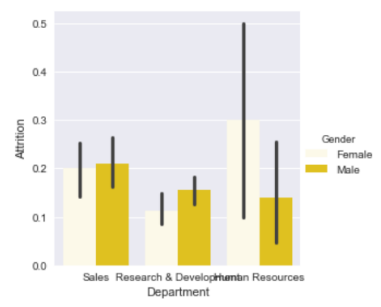 0.5
0.4
0.3
0.2
0.1
0.0
Attrition
Sales Research & Development Human Resources
Department
Gender
Female
Male